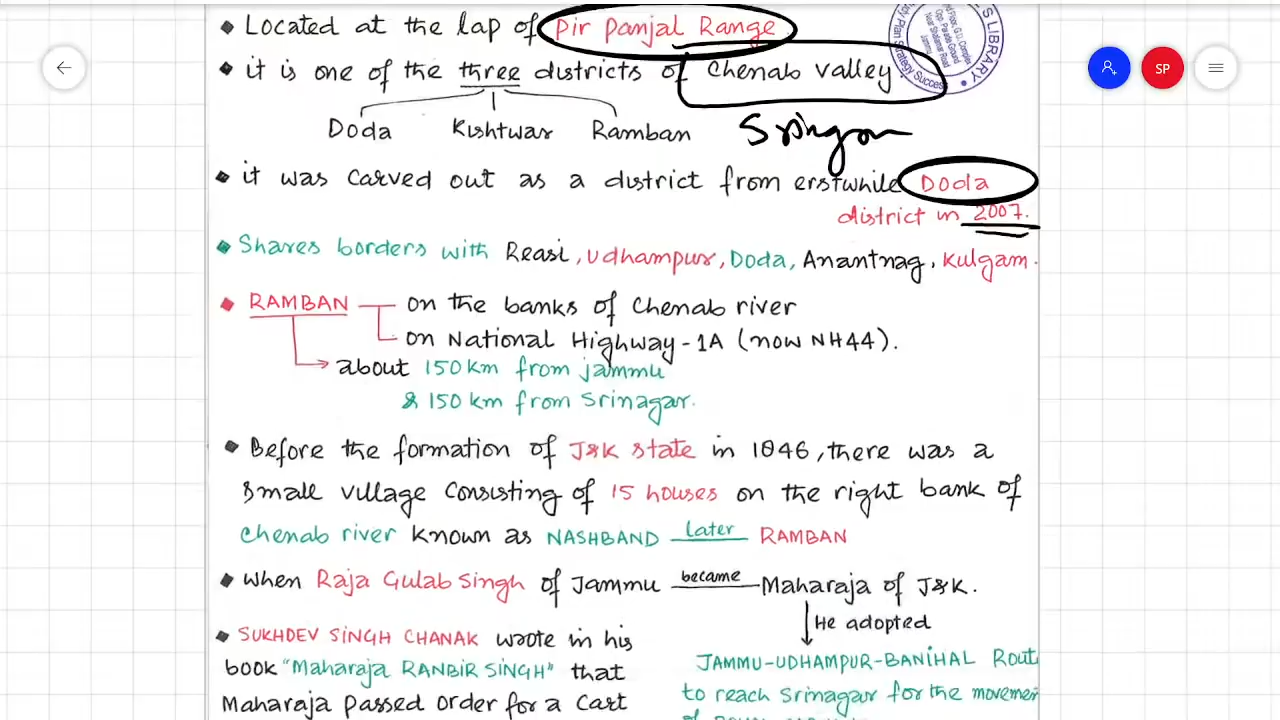 Located at the lap of Pir Panjal Range.
it is one of the three districts of Chenab valley.
Doda Kishtwar Ramban
it was carved out as a district from erstwhile Doda
district in 2007.
Shares borders with Reasi, Udhampur, Doda, Anantnag, Kulgam.
RAMBAN on the banks of Chenab river
on National Highway-1A (now NH44).
about 150 km from jammu
& 150 km from Srinagar.
Before the formation of J&K state in 1846, there was a
small village consisting of 15 houses on the right bank of
Chenab river known as NASHBAND later RAMBAN
when Raja Gulab Singh of Jammu became Maharaja of J&K.
He adopted
JAMMU-UDHAMPUR-BANIHAL Rout
to reach Srinagar for the movemen
SUKHDEV SINGH CHANAK wrote in his
book "Maharaja RANBIR SINGH" that
Maharaja passed order for a Cart
SP